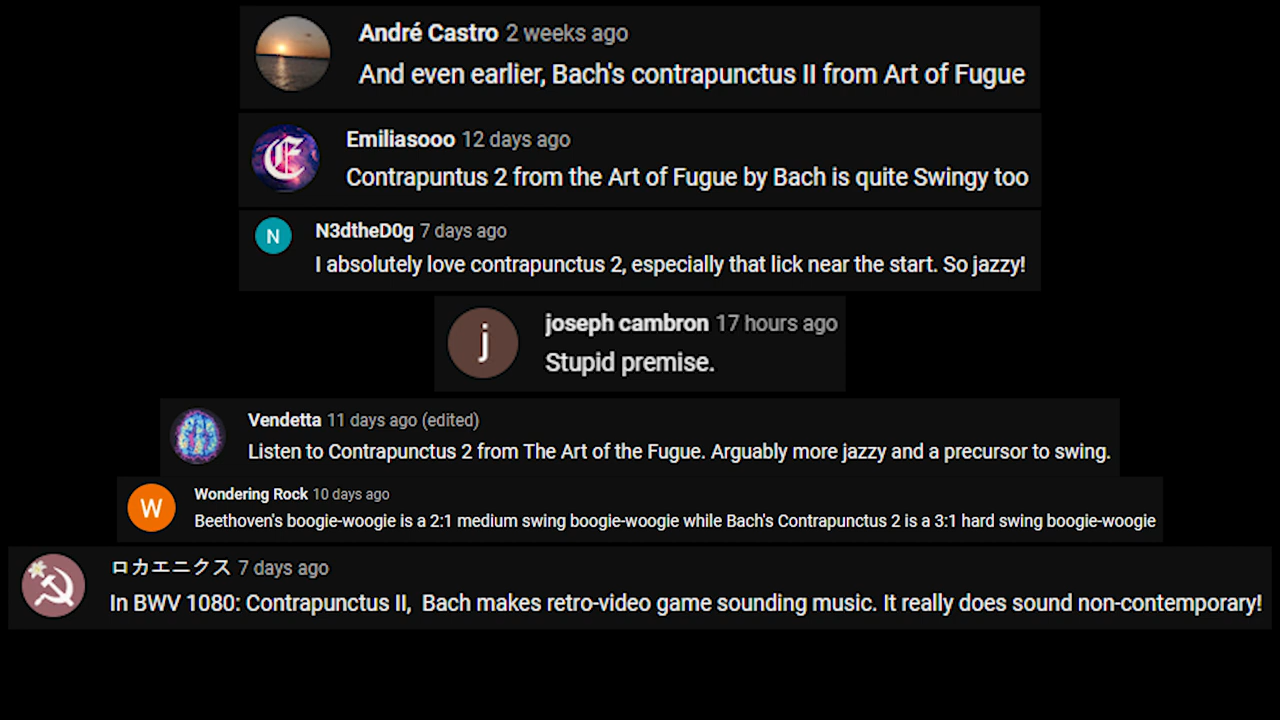 André Castro 2 weeks ago
And even earlier, Bach's contrapunctus II from Art of Fugue
E
Emiliasooo 12 days ago
Contrapuntus 2 from the Art of Fugue by Bach is quite Swingy too
N
N3dtheD0g 7 days ago
I absolutely love contrapunctus 2, especially that lick near the start. So jazzy!
j
joseph cambron 17 hours ago
Stupid premise.
Vendetta 11 days ago (edited)
Listen to Contrapunctus 2 from The Art of the Fugue. Arguably more jazzy and a precursor to swing.
W
Wondering Rock 10 days ago
Beethoven's boogie-woogie is a 2:1 medium swing boogie-woogie while Bach's Contrapunctus 2 is a 3:1 hard swing boogie-woogie
ロカエニクス 7 days ago
In BWV 1080: Contrapunctus II, Bach makes retro-video game sounding music. It really does sound non-contemporary!